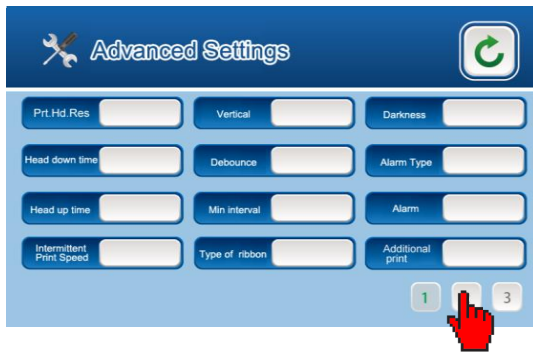 Advanced Settings
Prt.Hd.Res
Vertical
Darkness
Head down time
Debounce
Alarm Type
Head up time
Min interval
Alarm
Intermittent
Print Speed
Type of ribbon
Additional
print
1
3